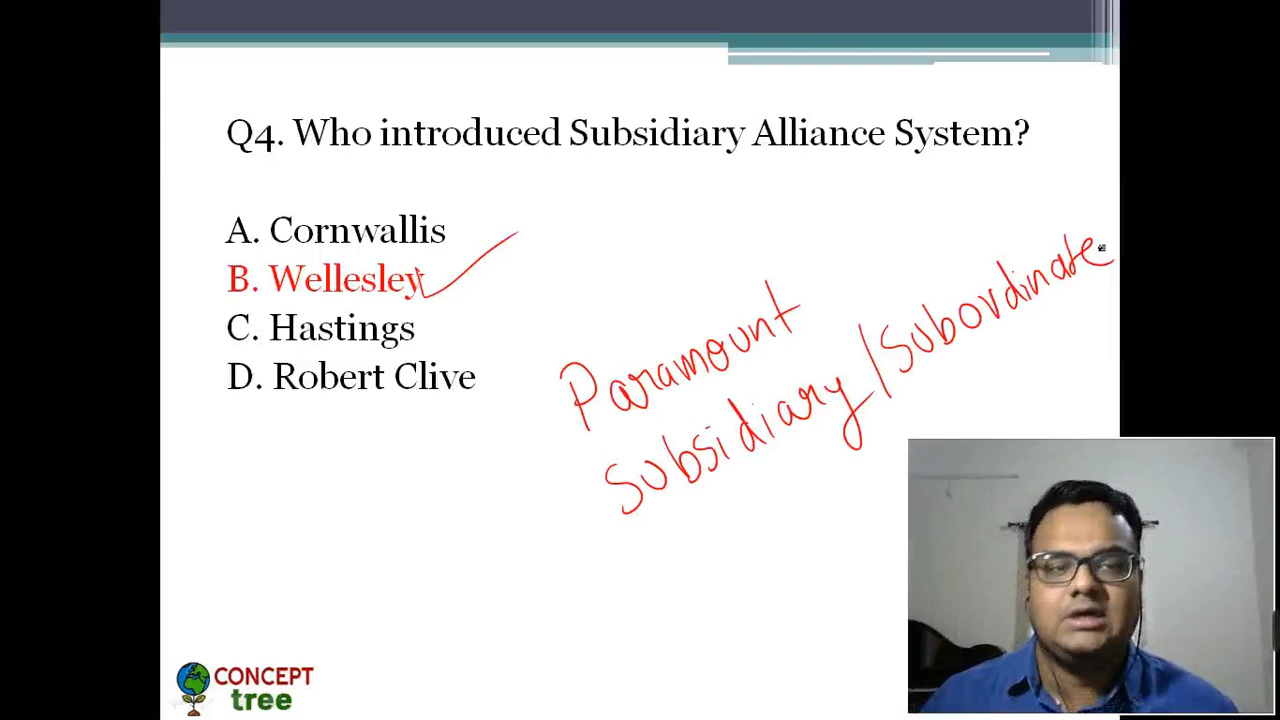 Q4. Who introduced Subsidiary Alliance System?
A. Cornwallis
B. Wellesley
C. Hastings
D. Robert Clive
Paramount
Subsidiary/Subordinate
CONCEPT
tree